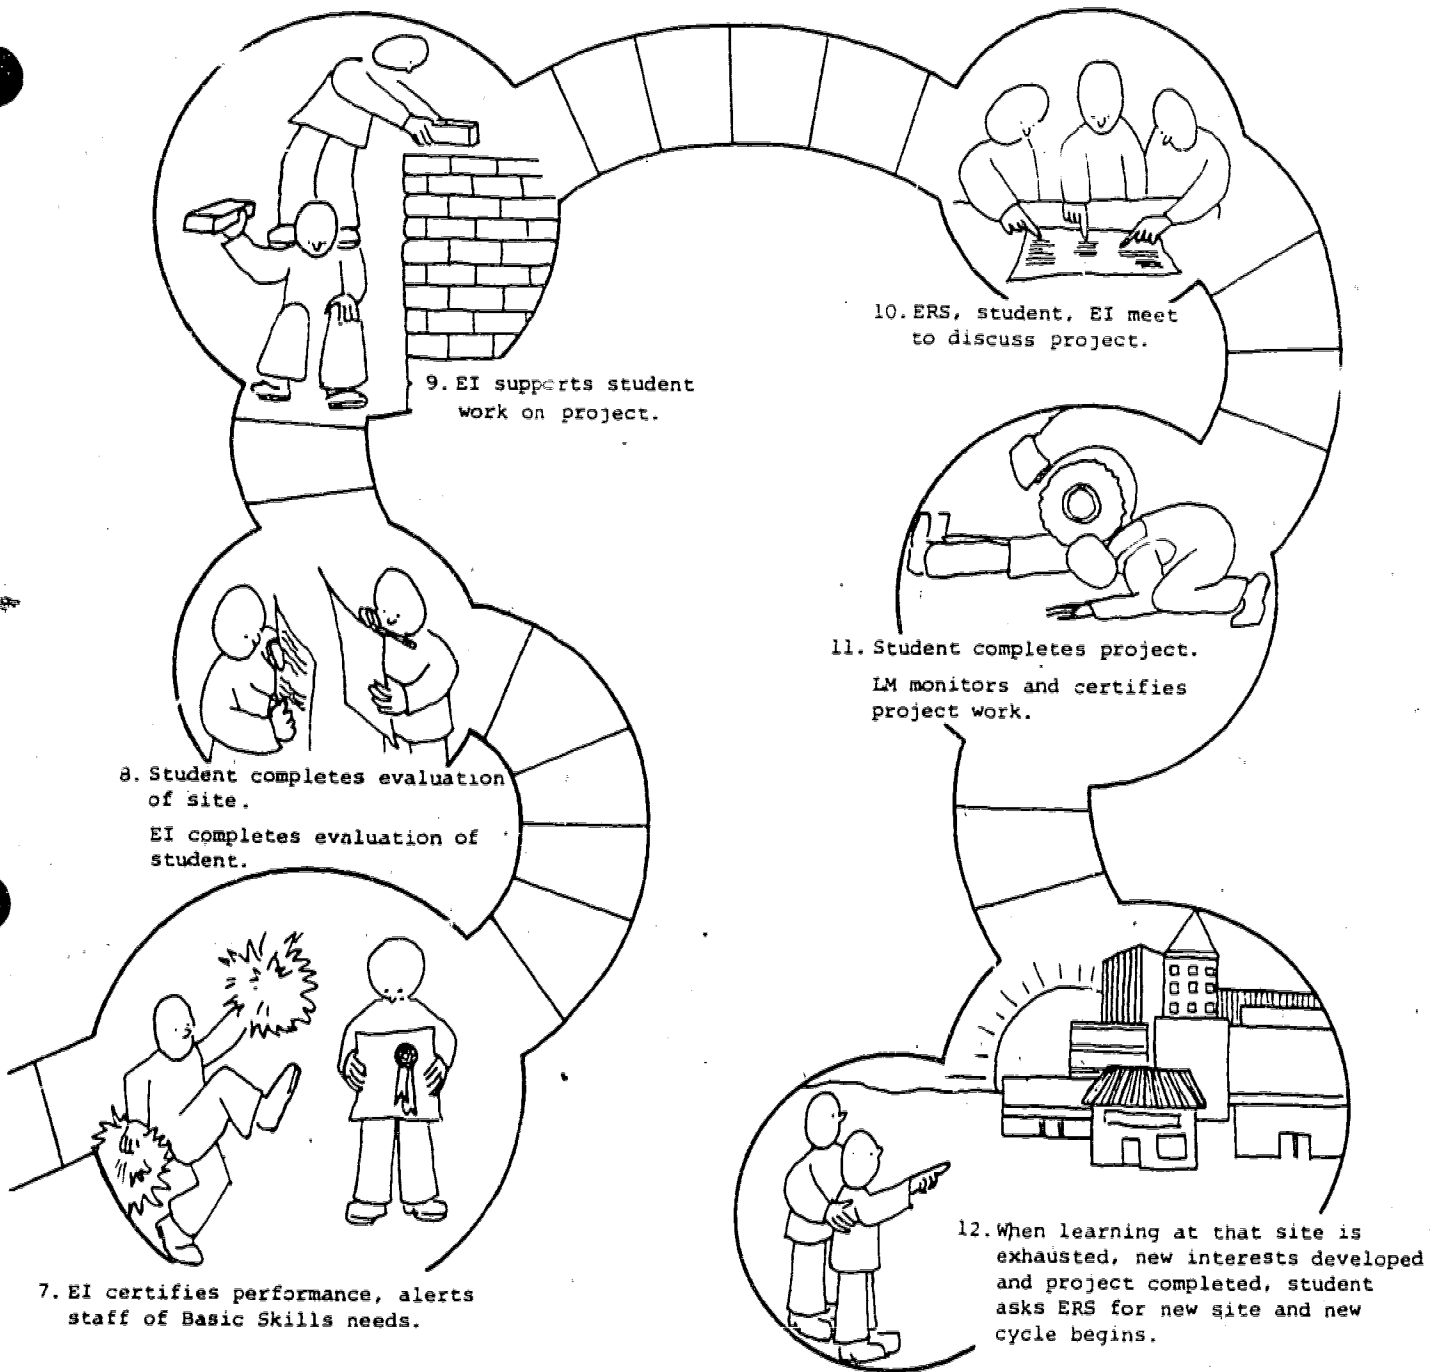 7. EI certifies performance, alerts
staff of Basic Skills needs.
8. Student completes evaluation
of site.
EI completes evaluation of
student.
9. EI supports student
work on project.
10. ERS, student, EI meet
to discuss project.
11. Student completes project.
LM monitors and certifies
project work.
12. When learning at that site is
exhausted, new interests developed
and project completed, student
asks ERS for new site and new
cycle begins.